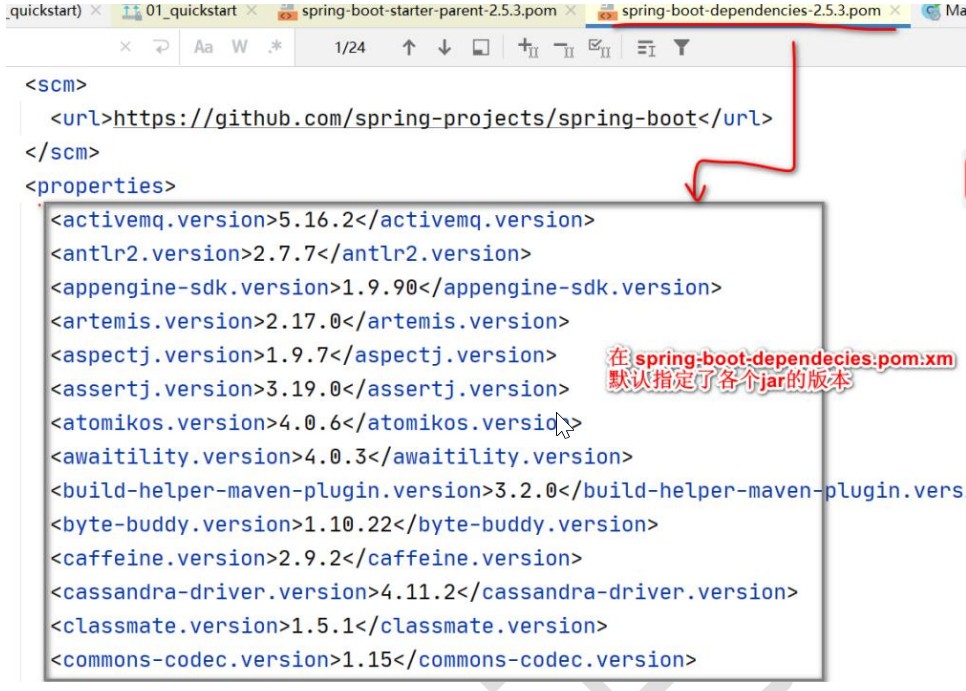 _quickstart) × 01_quickstart × spring-boot-starter-parent-2.5.3.pom × spring-boot-dependencies-2.5.3.pom × Ma
Aa W .* 1/24
<scm>
<url>https://github.com/spring-projects/spring-boot</url>
</scm>
<properties>
<activemq.version>5.16.2</activemq.version>
<antlr2.version>2.7.7</antlr2.version>
<appengine-sdk.version>1.9.90</appengine-sdk.version>
<artemis.version>2.17.0</artemis.version>
<aspectj.version>1.9.7</aspectj.version>
在 spring-boot-dependecies.pom.xm
默认指定了各个jar的版本
<assertj.version>3.19.0</assertj.version>
<atomikos.version>4.0.6</atomikos.version>
<awaitility.version>4.0.3</awaitility.version>
<build-helper-maven-plugin.version>3.2.0</build-helper-maven-plugin.vers
<byte-buddy.version>1.10.22</byte-buddy.version>
<caffeine.version>2.9.2</caffeine.version>
<cassandra-driver.version>4.11.2</cassandra-driver.version>
<classmate.version>1.5.1</classmate.version>
<commons-codec.version>1.15</commons-codec.version>